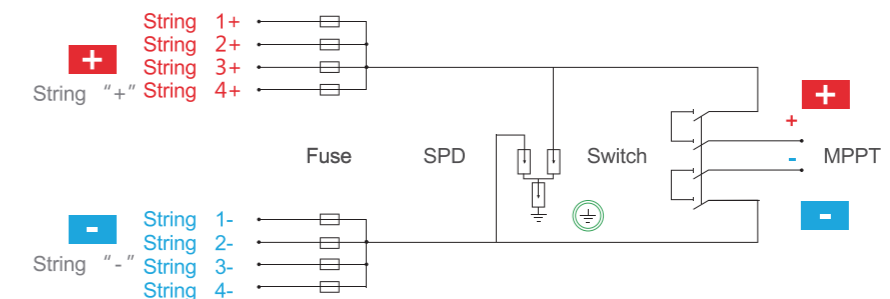 String 1+
String 2+
+
String 3+
String "+" String 4+
+
+
Fuse SPD Switch - MPPT
String 1-
-
-
String 2-
String "-" String 3-
String 4-